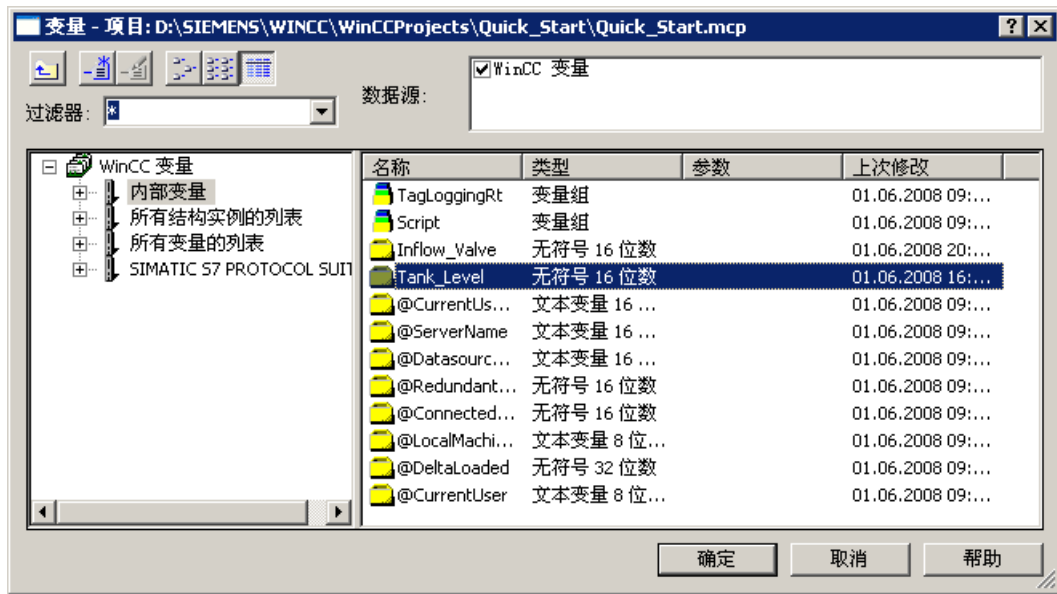 变量 - 项目: D:\SIEMENS\WINCC\WinCCProjects\Quick_Start\Quick_Start.mcp
过滤器: *
数据源:
WinCC 变量
WinCC 变量
内部变量
所有结构实例的列表
所有变量的列表
SIMATIC S7 PROTOCOL SUIT
名称 类型 参数 上次修改
TagLoggingRt 变量组 01.06.2008 09:...
Script 变量组 01.06.2008 09:...
Inflow_Valve 无符号 16 位数 01.06.2008 20:...
Tank_Level 无符号 16 位数 01.06.2008 16:...
@CurrentUs... 文本变量 16 ... 01.06.2008 09:...
@ServerName 文本变量 16 ... 01.06.2008 09:...
@Datasourc... 文本变量 16 ... 01.06.2008 09:...
@Redundant... 无符号 16 位数 01.06.2008 09:...
@Connected... 无符号 16 位数 01.06.2008 09:...
@LocalMachi... 文本变量 8 位... 01.06.2008 09:...
@DeltaLoaded 无符号 32 位数 01.06.2008 09:...
@CurrentUser 文本变量 8 位... 01.06.2008 09:...
确定 取消 帮助